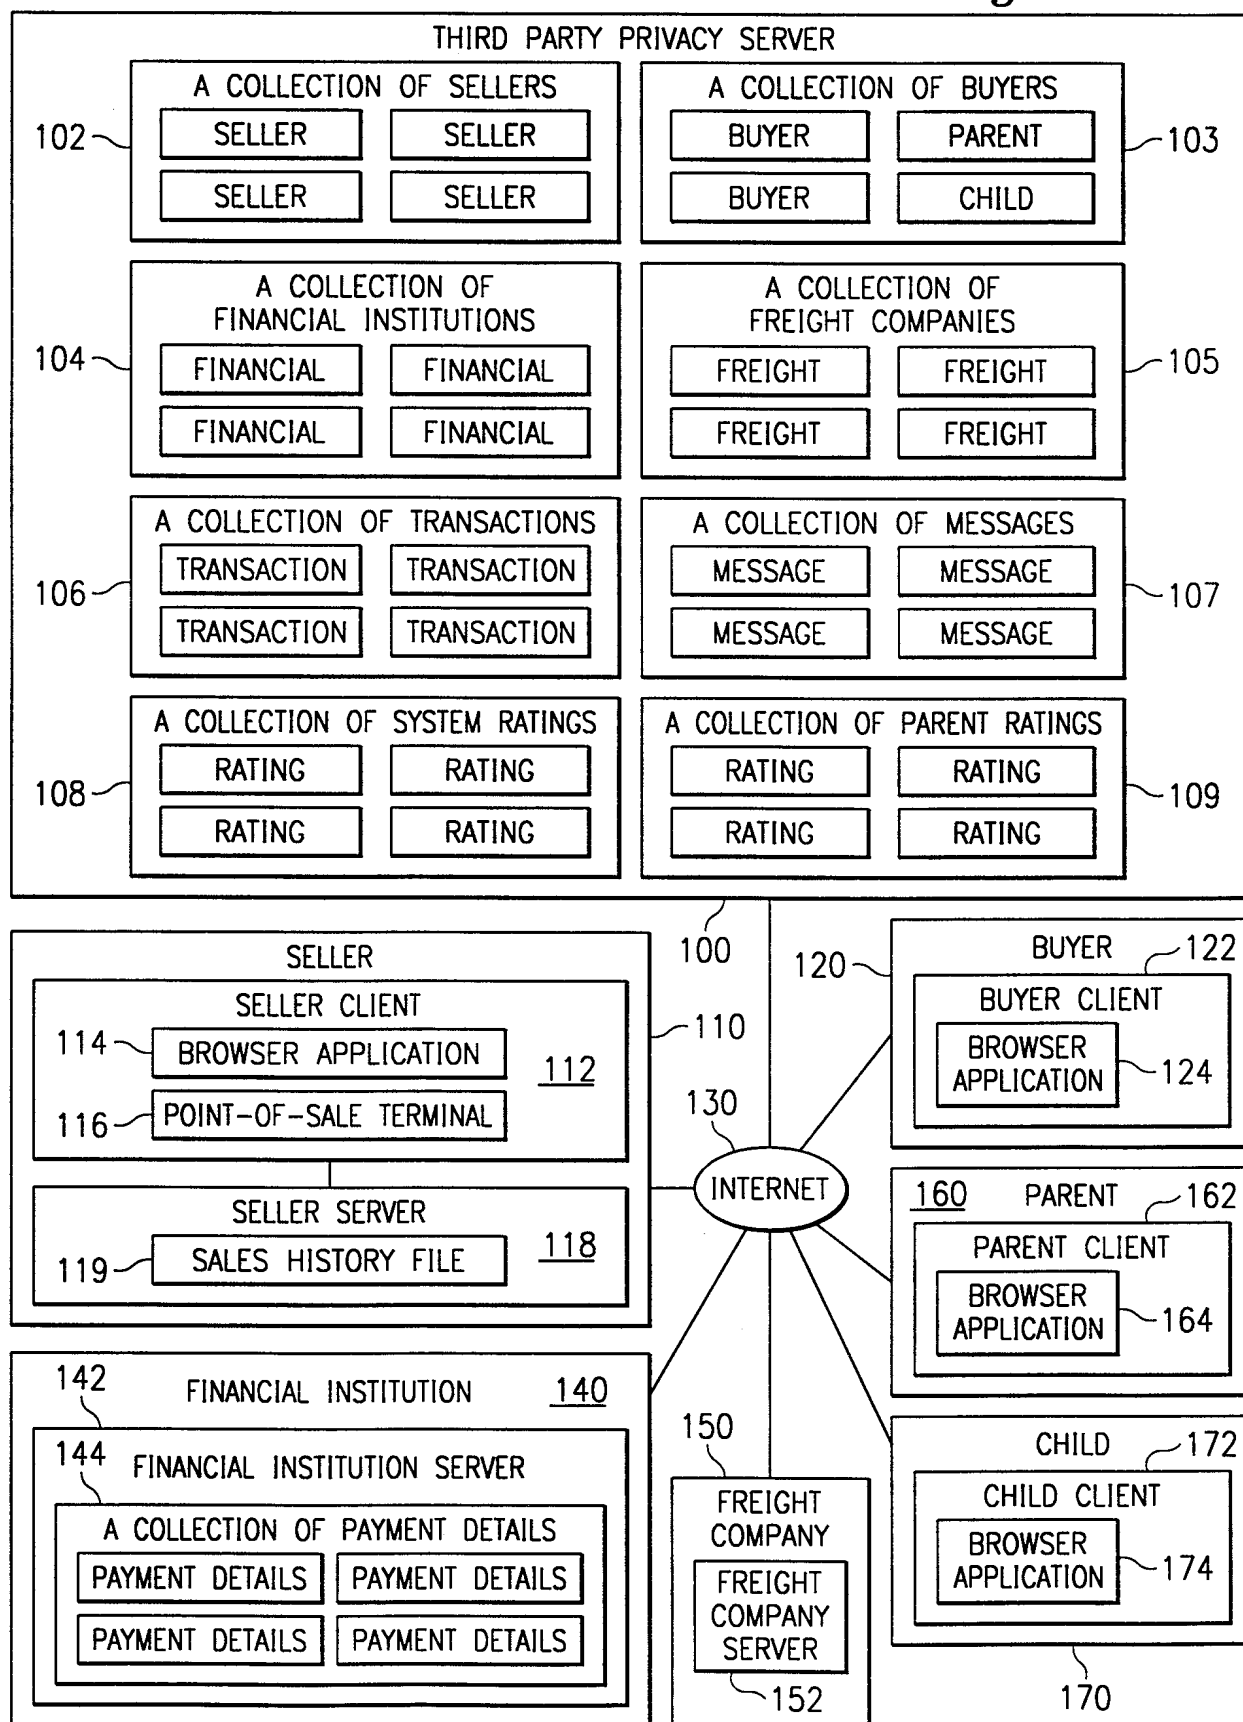 THIRD PARTY PRIVACY SERVER
A COLLECTION OF SELLERS
SELLER SELLER
SELLER SELLER
102
A COLLECTION OF BUYERS
BUYER PARENT
BUYER CHILD
103
A COLLECTION OF
FINANCIAL INSTITUTIONS
FINANCIAL FINANCIAL
FINANCIAL FINANCIAL
104
A COLLECTION OF
FREIGHT COMPANIES
FREIGHT FREIGHT
FREIGHT FREIGHT
105
A COLLECTION OF TRANSACTIONS
TRANSACTION TRANSACTION
TRANSACTION TRANSACTION
106
A COLLECTION OF MESSAGES
MESSAGE MESSAGE
MESSAGE MESSAGE
107
A COLLECTION OF SYSTEM RATINGS
RATING RATING
RATING RATING
108
A COLLECTION OF PARENT RATINGS
RATING RATING
RATING RATING
109
100
SELLER
SELLER CLIENT
114 BROWSER APPLICATION
112
116 POINT-OF-SALE TERMINAL
110
SELLER SERVER
119 SALES HISTORY FILE
118
130
INTERNET
120
BUYER 122
BUYER CLIENT
BROWSER
APPLICATION
124
160 PARENT 162
PARENT CLIENT
BROWSER
APPLICATION
164
CHILD 172
CHILD CLIENT
BROWSER
APPLICATION
174
170
142
FINANCIAL INSTITUTION 140
144
FINANCIAL INSTITUTION SERVER
A COLLECTION OF PAYMENT DETAILS
PAYMENT DETAILS PAYMENT DETAILS
PAYMENT DETAILS PAYMENT DETAILS
150
FREIGHT
COMPANY
FREIGHT
COMPANY
SERVER
152